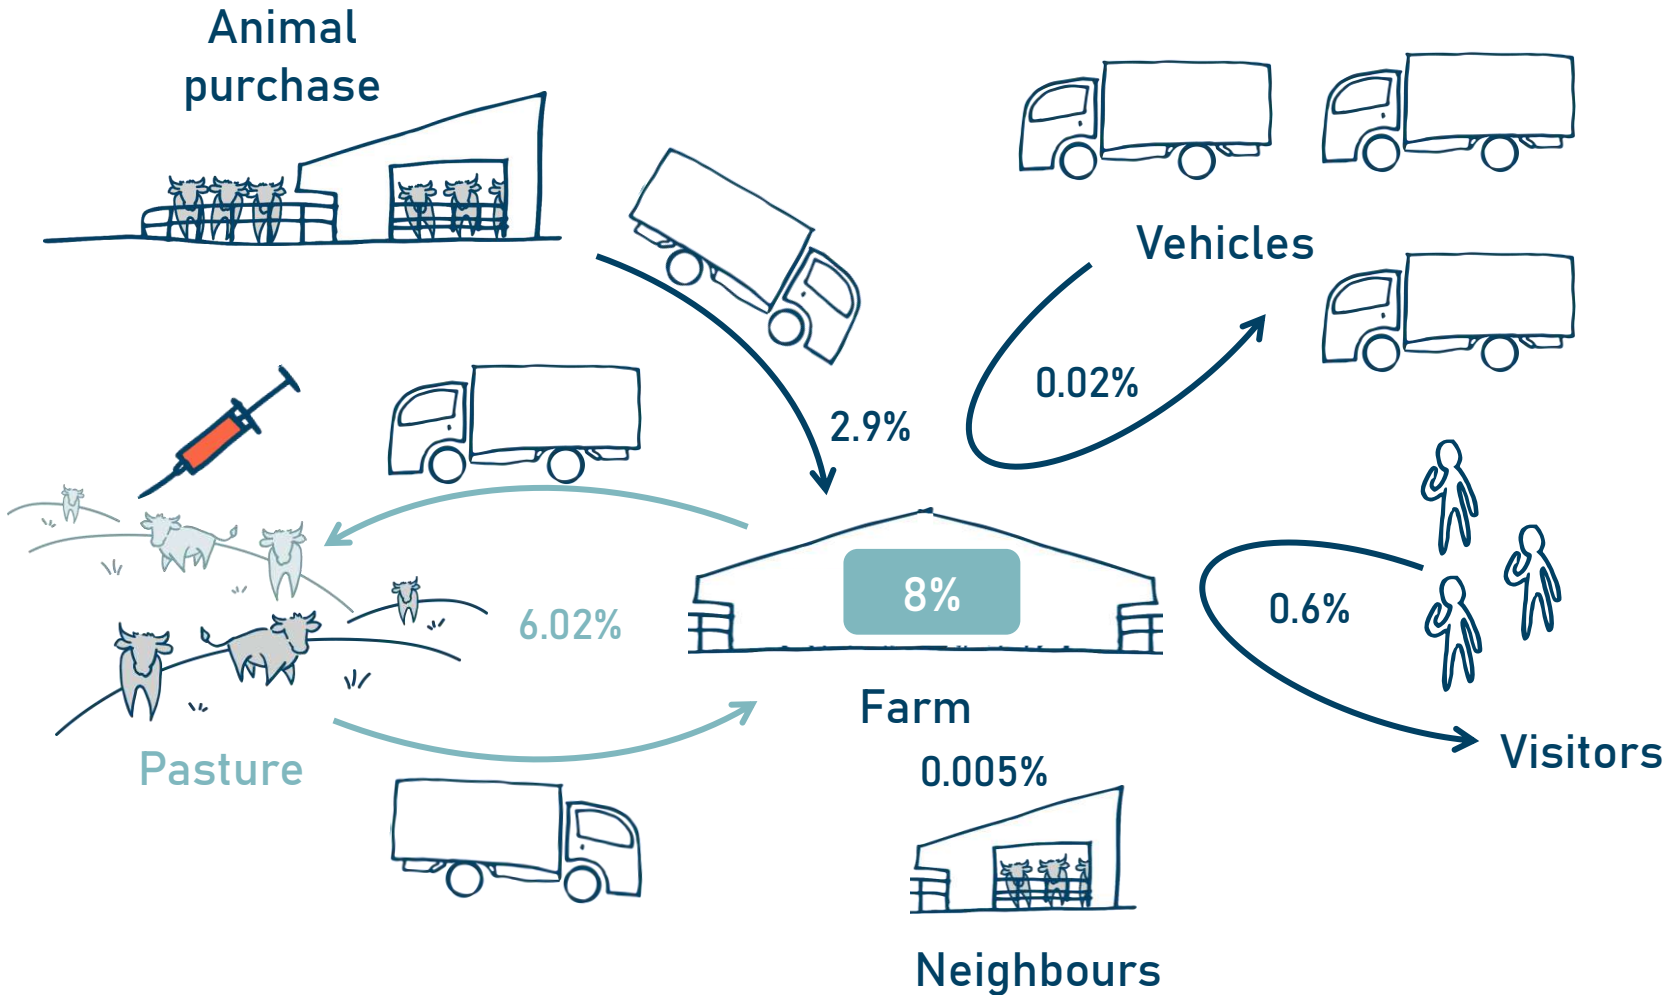 Animal
purchase
Vehicles
0.02%
2.9%
8%
6.02%
0.6%
Farm
Visitors
Pasture
0.005%
Neighbours